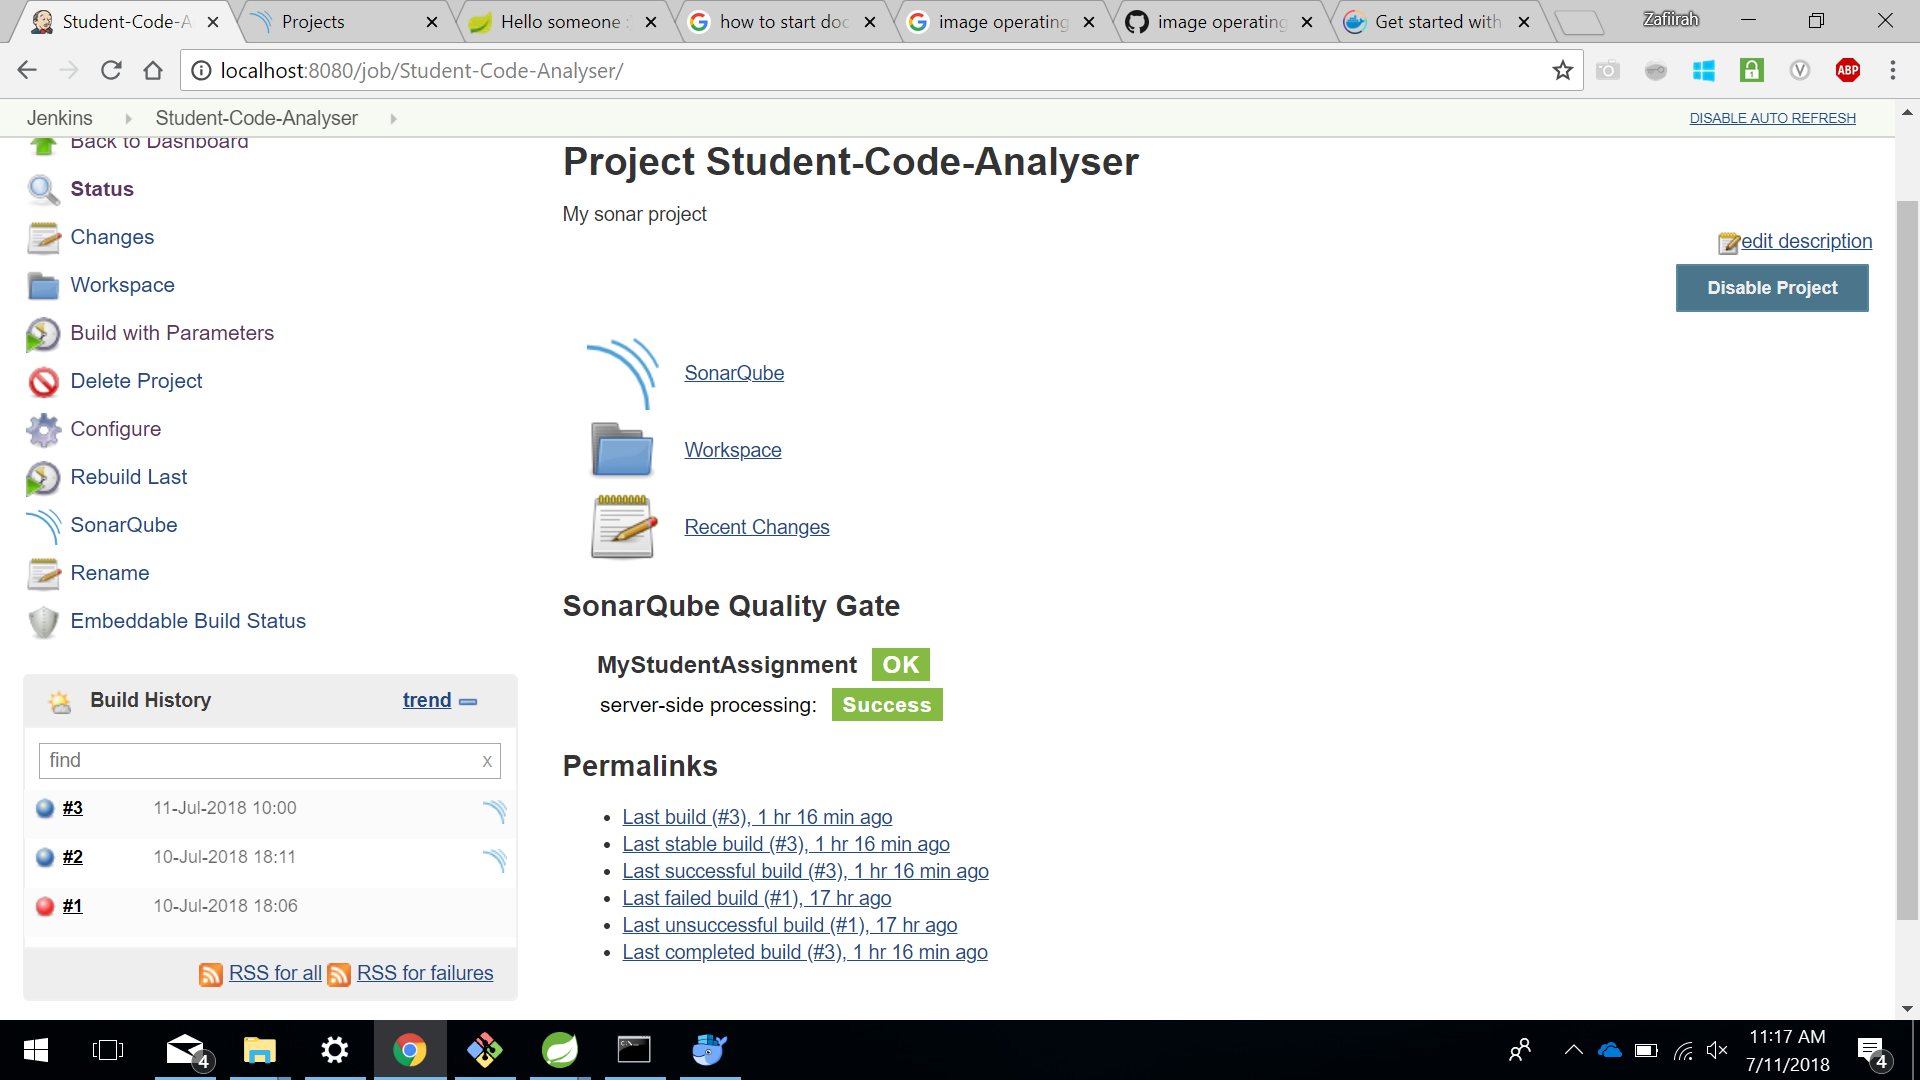 Student-Code-A
Projects
Hello someone :
how to start doc
image operating
image operating
Get started with
Zafiirah
localhost:8080/job/Student-Code-Analyser/
ABP
Jenkins
Student-Code-Analyser
DISABLE AUTO REFRESH
Back to Dashboard
Status
Changes
Workspace
Build with Parameters
Delete Project
Configure
Rebuild Last
SonarQube
Rename
Embeddable Build Status
Build History
trend
find
x
#3 11-Jul-2018 10:00
#2 10-Jul-2018 18:11
#1 10-Jul-2018 18:06
RSS for all RSS for failures
Project Student-Code-Analyser
My sonar project
edit description
Disable Project
SonarQube
Workspace
Recent Changes
SonarQube Quality Gate
MyStudentAssignment OK
server-side processing: Success
Permalinks
Last build (#3), 1 hr 16 min ago
Last stable build (#3), 1 hr 16 min ago
Last successful build (#3), 1 hr 16 min ago
Last failed build (#1), 17 hr ago
Last unsuccessful build (#1), 17 hr ago
Last completed build (#3), 1 hr 16 min ago
4
11:17 AM
7/11/2018
4